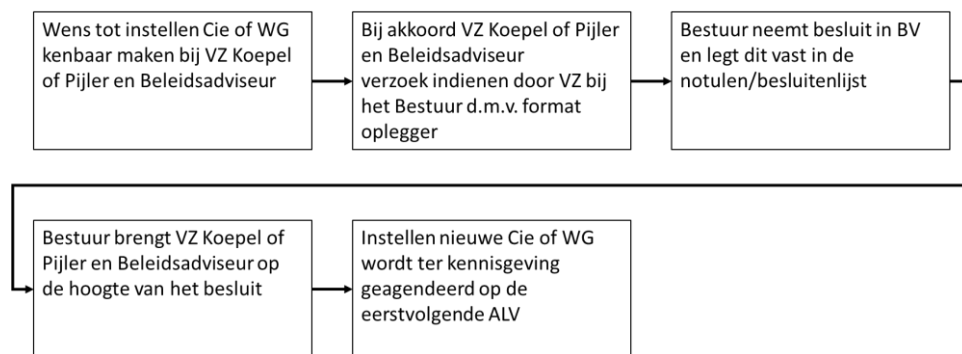 Wens tot instellen Cie of WG
kenbaar maken bij VZ Koepel
of Pijler en Beleidsadviseur
Bij akkoord VZ Koepel of Pijler
en Beleidsadviseur
verzoek indienen door VZ bij
het Bestuur d.m.v. format
oplegger
Bestuur neemt besluit in BV
en legt dit vast in de
notulen/besluitenlijst
Bestuur brengt VZ Koepel of
Pijler en Beleidsadviseur op
de hoogte van het besluit
Instellen nieuwe Cie of WG
wordt ter kennisgeving
geagendeerd op de
eerstvolgende ALV